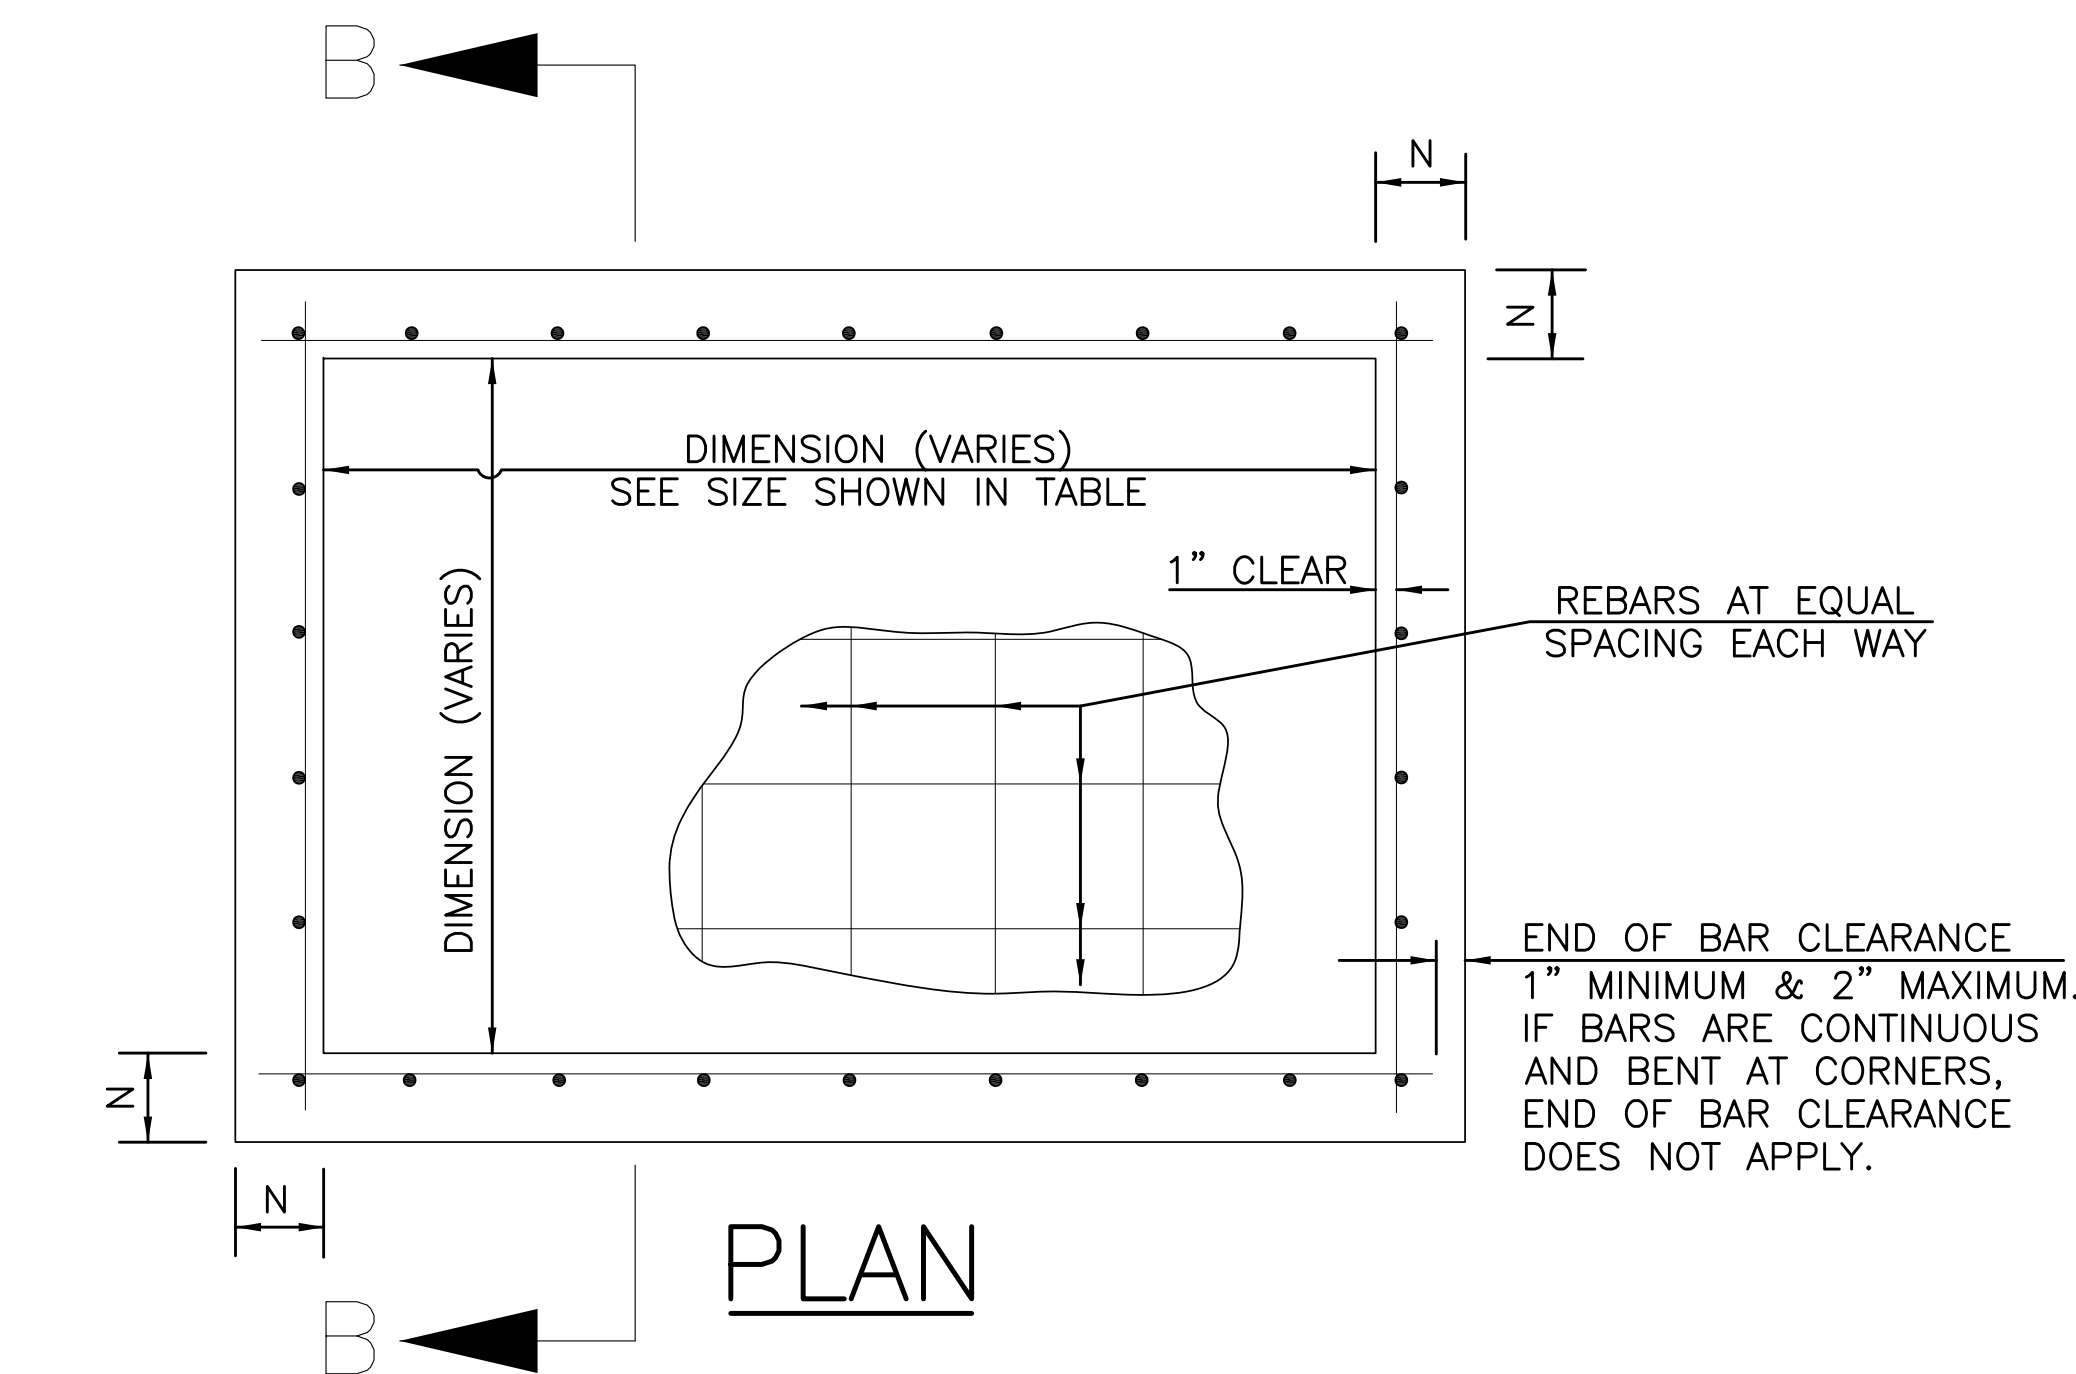 B
N
N
DIMENSION (VARIES)
SEE SIZE SHOWN IN TABLE
1” CLEAR
DIMENSION (VARIES)
REBARS AT EQUAL
SPACING EACH WAY
END OF BAR CLEARANCE
1” MINIMUM & 2” MAXIMUM.
IF BARS ARE CONTINUOUS
AND BENT AT CORNERS,
END OF BAR CLEARANCE
DOES NOT APPLY.
N
N
PLAN
B